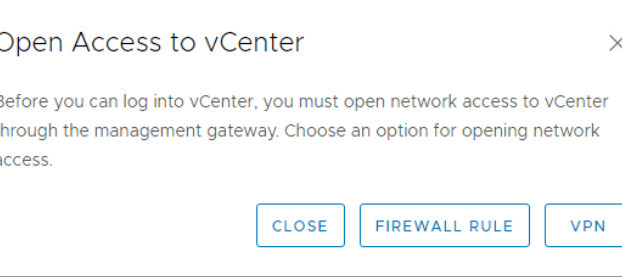 Open Access to vCenter
Before you can log into vCenter, you must open network access to vCenter
through the management gateway. Choose an option for opening network
access.
CLOSE FIREWALL RULE VPN